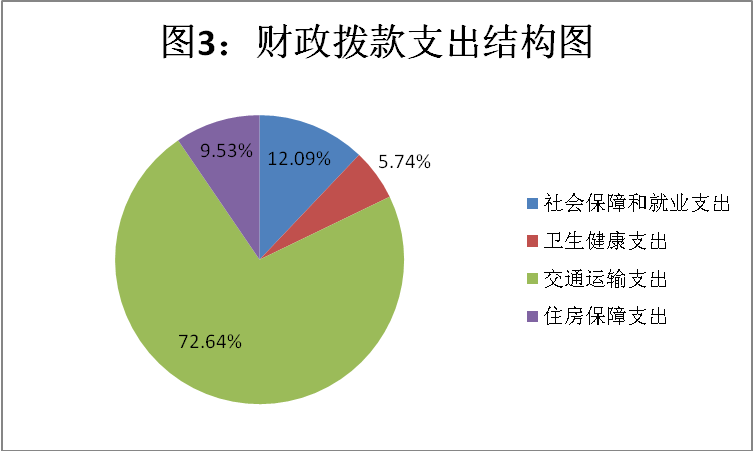 图3：财政拨款支出结构图
9.53%
12.09%
5.74%
72.64%
社会保障和就业支出
卫生健康支出
交通运输支出
住房保障支出